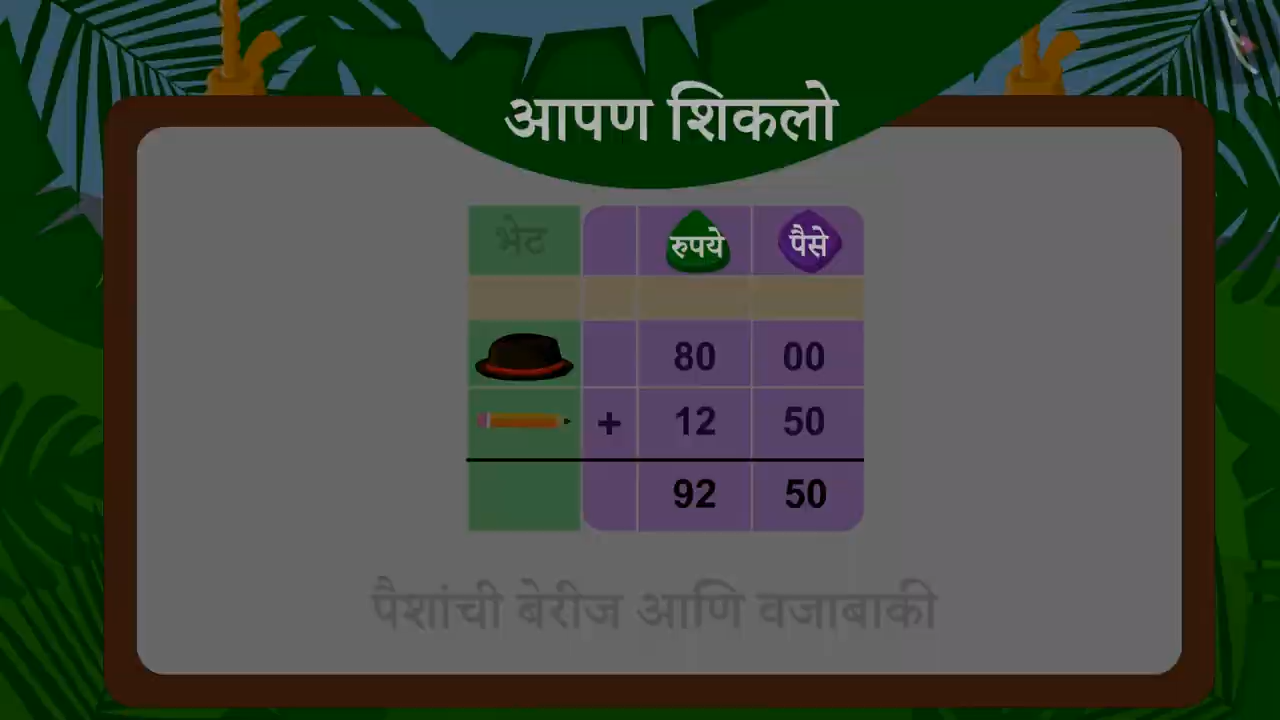 आपण शिकलो
भेट रुपये पैसे
80 00
+ 12 50
92 50
पैशांची बेरीज आणि वजाबाकी